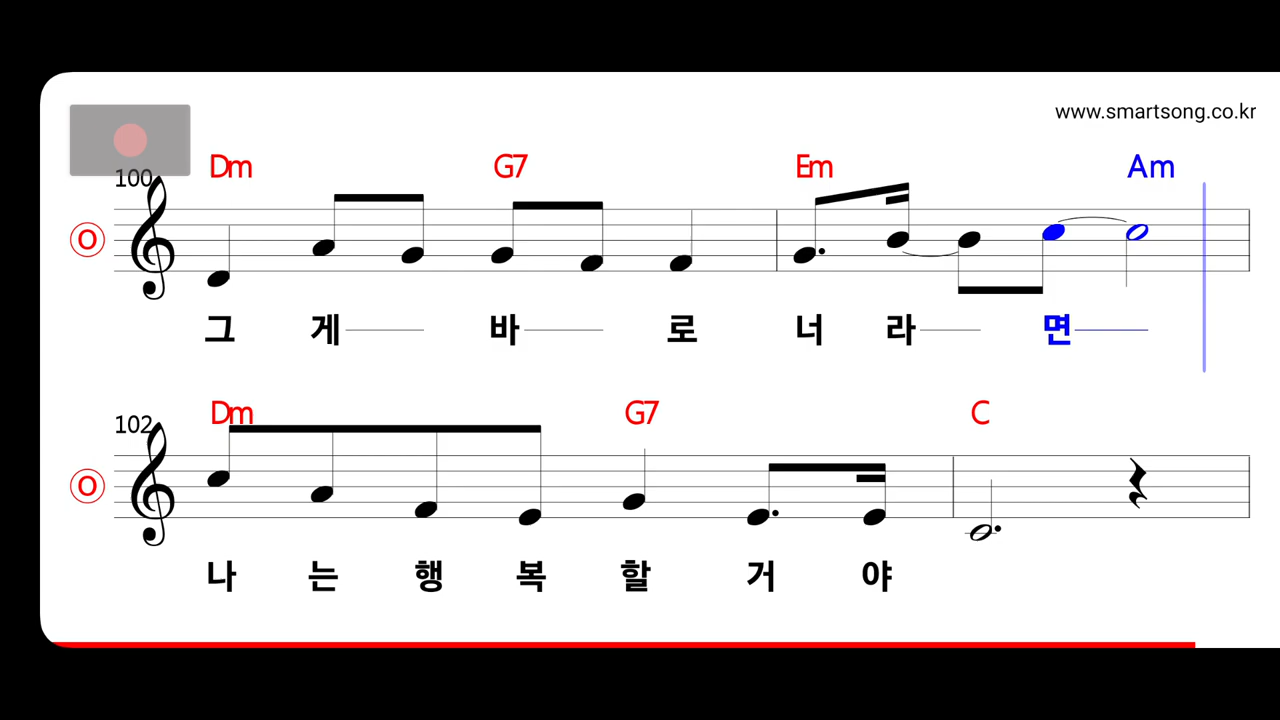 www.smartsong.co.kr
100 Dm G7 Em Am
O
그 게 바 로 너 라 면
102 Dm G7 C
O
나 는 행 복 할 거 야